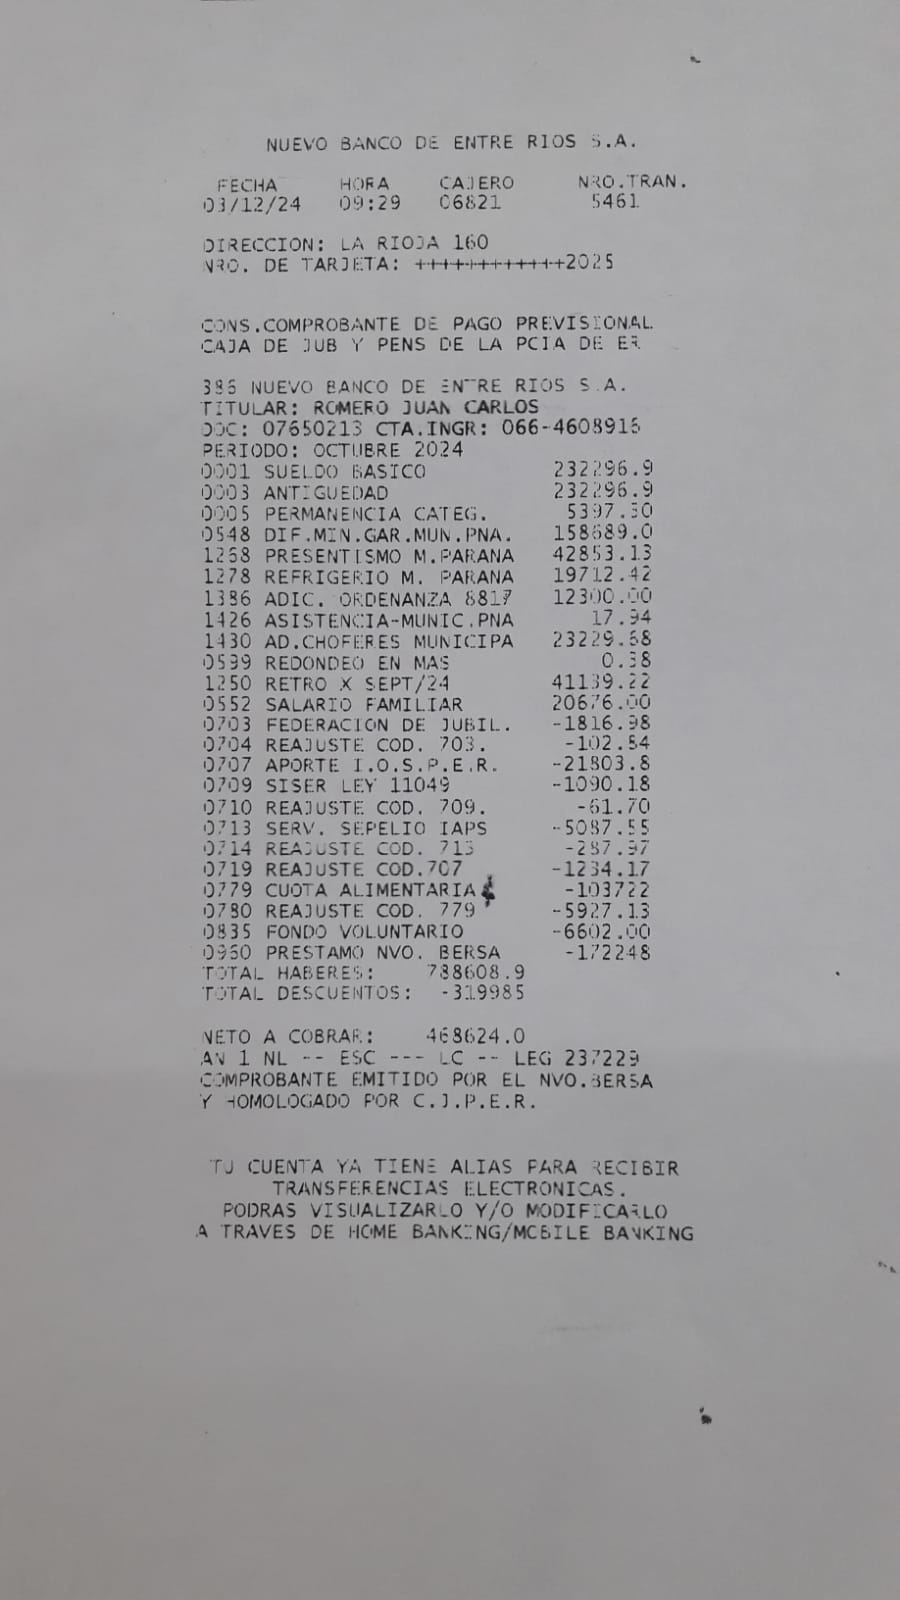 NUEVO BANCO DE ENTRE RIOS S.A.
FECHA HORA CAJERO NRO.TRAN.
03/12/24 09:29 06821 5461
DIRECCION: LA RIOJA 160
NRO. DE TARJETA: ++++++++++++2025
CONS.COMPROBANTE DE PAGO PREVISIONAL
CAJA DE JUB Y PENS DE LA PCIA DE ER
386 NUEVO BANCO DE ENTRE RIOS S.A.
TITULAR: ROMERO JUAN CARLOS
DOC: 07650213 CTA.INGR: 066-4608916
PERIODO: OCTUBRE 2024
0001 SUELDO BASICO 232296.9
0003 ANTIGUEDAD 232296.9
0005 PERMANENCIA CATEG. 5397.30
0548 DIF.MIN.GAR.MUN.PNA. 158689.0
1268 PRESENTISMO M.PARANA 42853.13
1278 REFRIGERIO M. PARANA 19712.42
1386 ADIC. ORDENANZA 8817 12300.00
1426 ASISTENCIA-MUNIC.PNA 17.94
1430 AD.CHOFERES MUNICIPA 23229.68
0599 REDONDEO EN MAS 0.38
1250 RETRO X SEPT/24 41139.22
0552 SALARIO FAMILIAR 20676.00
0703 FEDERACION DE JUBIL. -1816.98
0704 REAJUSTE COD. 703. -102.84
0707 APORTE I.O.S.P.E.R. -21803.8
0709 SISER LEY 11049 -1090.18
0710 REAJUSTE COD. 709. -61.70
0713 SERV. SEPELIO IAPS -5087.55
0714 REAJUSTE COD. 713 -287.97
0719 REAJUSTE COD.707 -1234.17
0779 CUOTA ALIMENTARIA -103722
0780 REAJUSTE COD. 779 -5927.13
0835 FONDO VOLUNTARIO -6602.00
0960 PRESTAMO NVO. BERSA -172248
TOTAL HABERES: 788608.9
TOTAL DESCUENTOS: -319985
NETO A COBRAR: 468624.0
AN 1 NL -- ESC --- LC -- LEG 237229
COMPROBANTE EMITIDO POR EL NVO.BERSA
Y HOMOLOGADO POR C.J.P.E.R.
TU CUENTA YA TIENE ALIAS PARA RECIBIR
TRANSFERENCIAS ELECTRONICAS.
PODRAS VISUALIZARLO Y/O MODIFICARLO
A TRAVES DE HOME BANKING/MOBILE BANKING